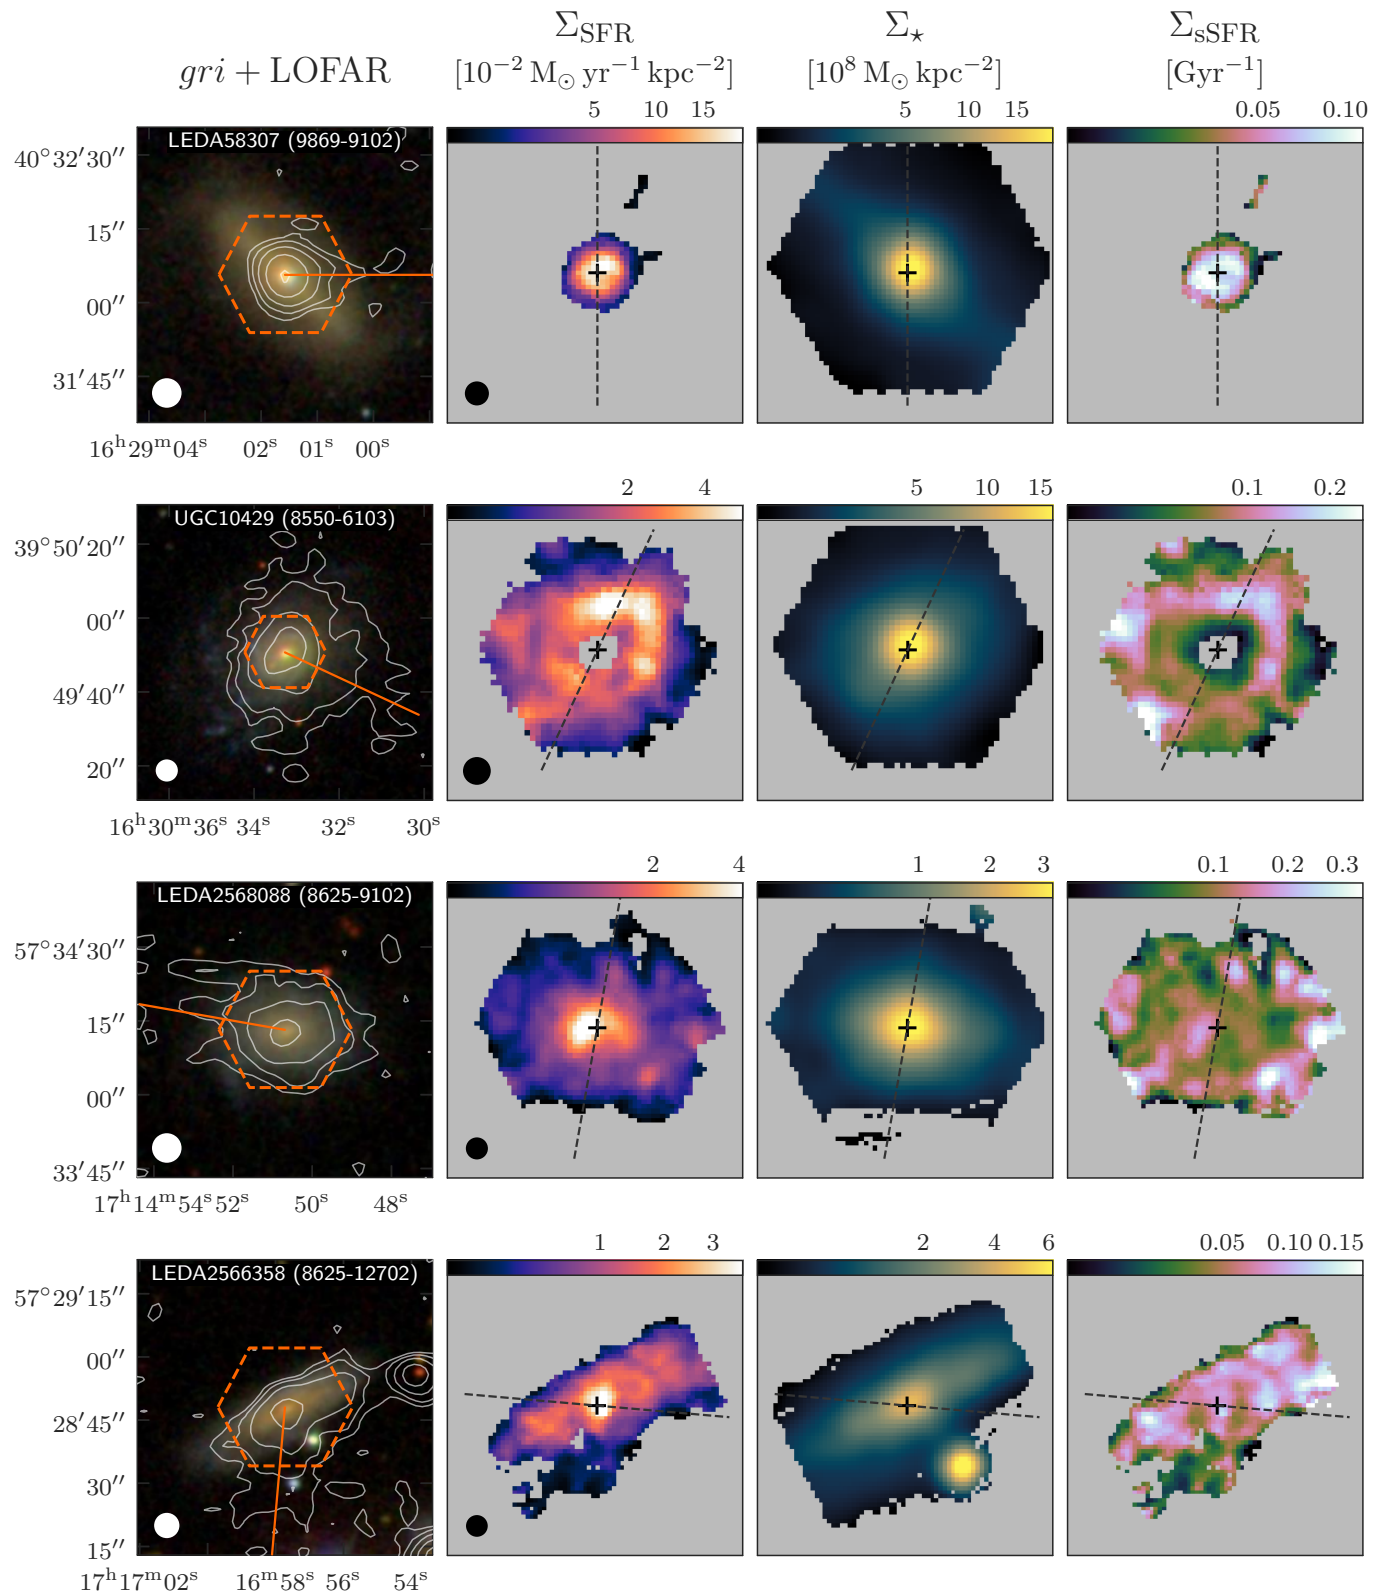 Σ_SFR Σ⋆ Σ_sSFR
gri + LOFAR [10⁻² M⊙ yr⁻¹ kpc⁻²] [10⁸ M⊙ kpc⁻²] [Gyr⁻¹]
5 10 15 5 10 15 0.05 0.10
LEDA58307 (9869-9102)
40°32′30″
15″
00″
31′45″
16ʰ29ᵐ04ˢ 02ˢ 01ˢ 00ˢ
2 4 5 10 15 0.1 0.2
UGC10429 (8550-6103)
39°50′20″
00″
49′40″
20″
16ʰ30ᵐ36ˢ 34ˢ 32ˢ 30ˢ
2 4 1 2 3 0.1 0.2 0.3
LEDA2568088 (8625-9102)
57°34′30″
15″
00″
33′45″
17ʰ14ᵐ54ˢ 52ˢ 50ˢ 48ˢ
1 2 3 2 4 6 0.05 0.10 0.15
LEDA2566358 (8625-12702)
57°29′15″
00″
28′45″
30″
15″
17ʰ17ᵐ02ˢ 16ᵐ58ˢ 56ˢ 54ˢ